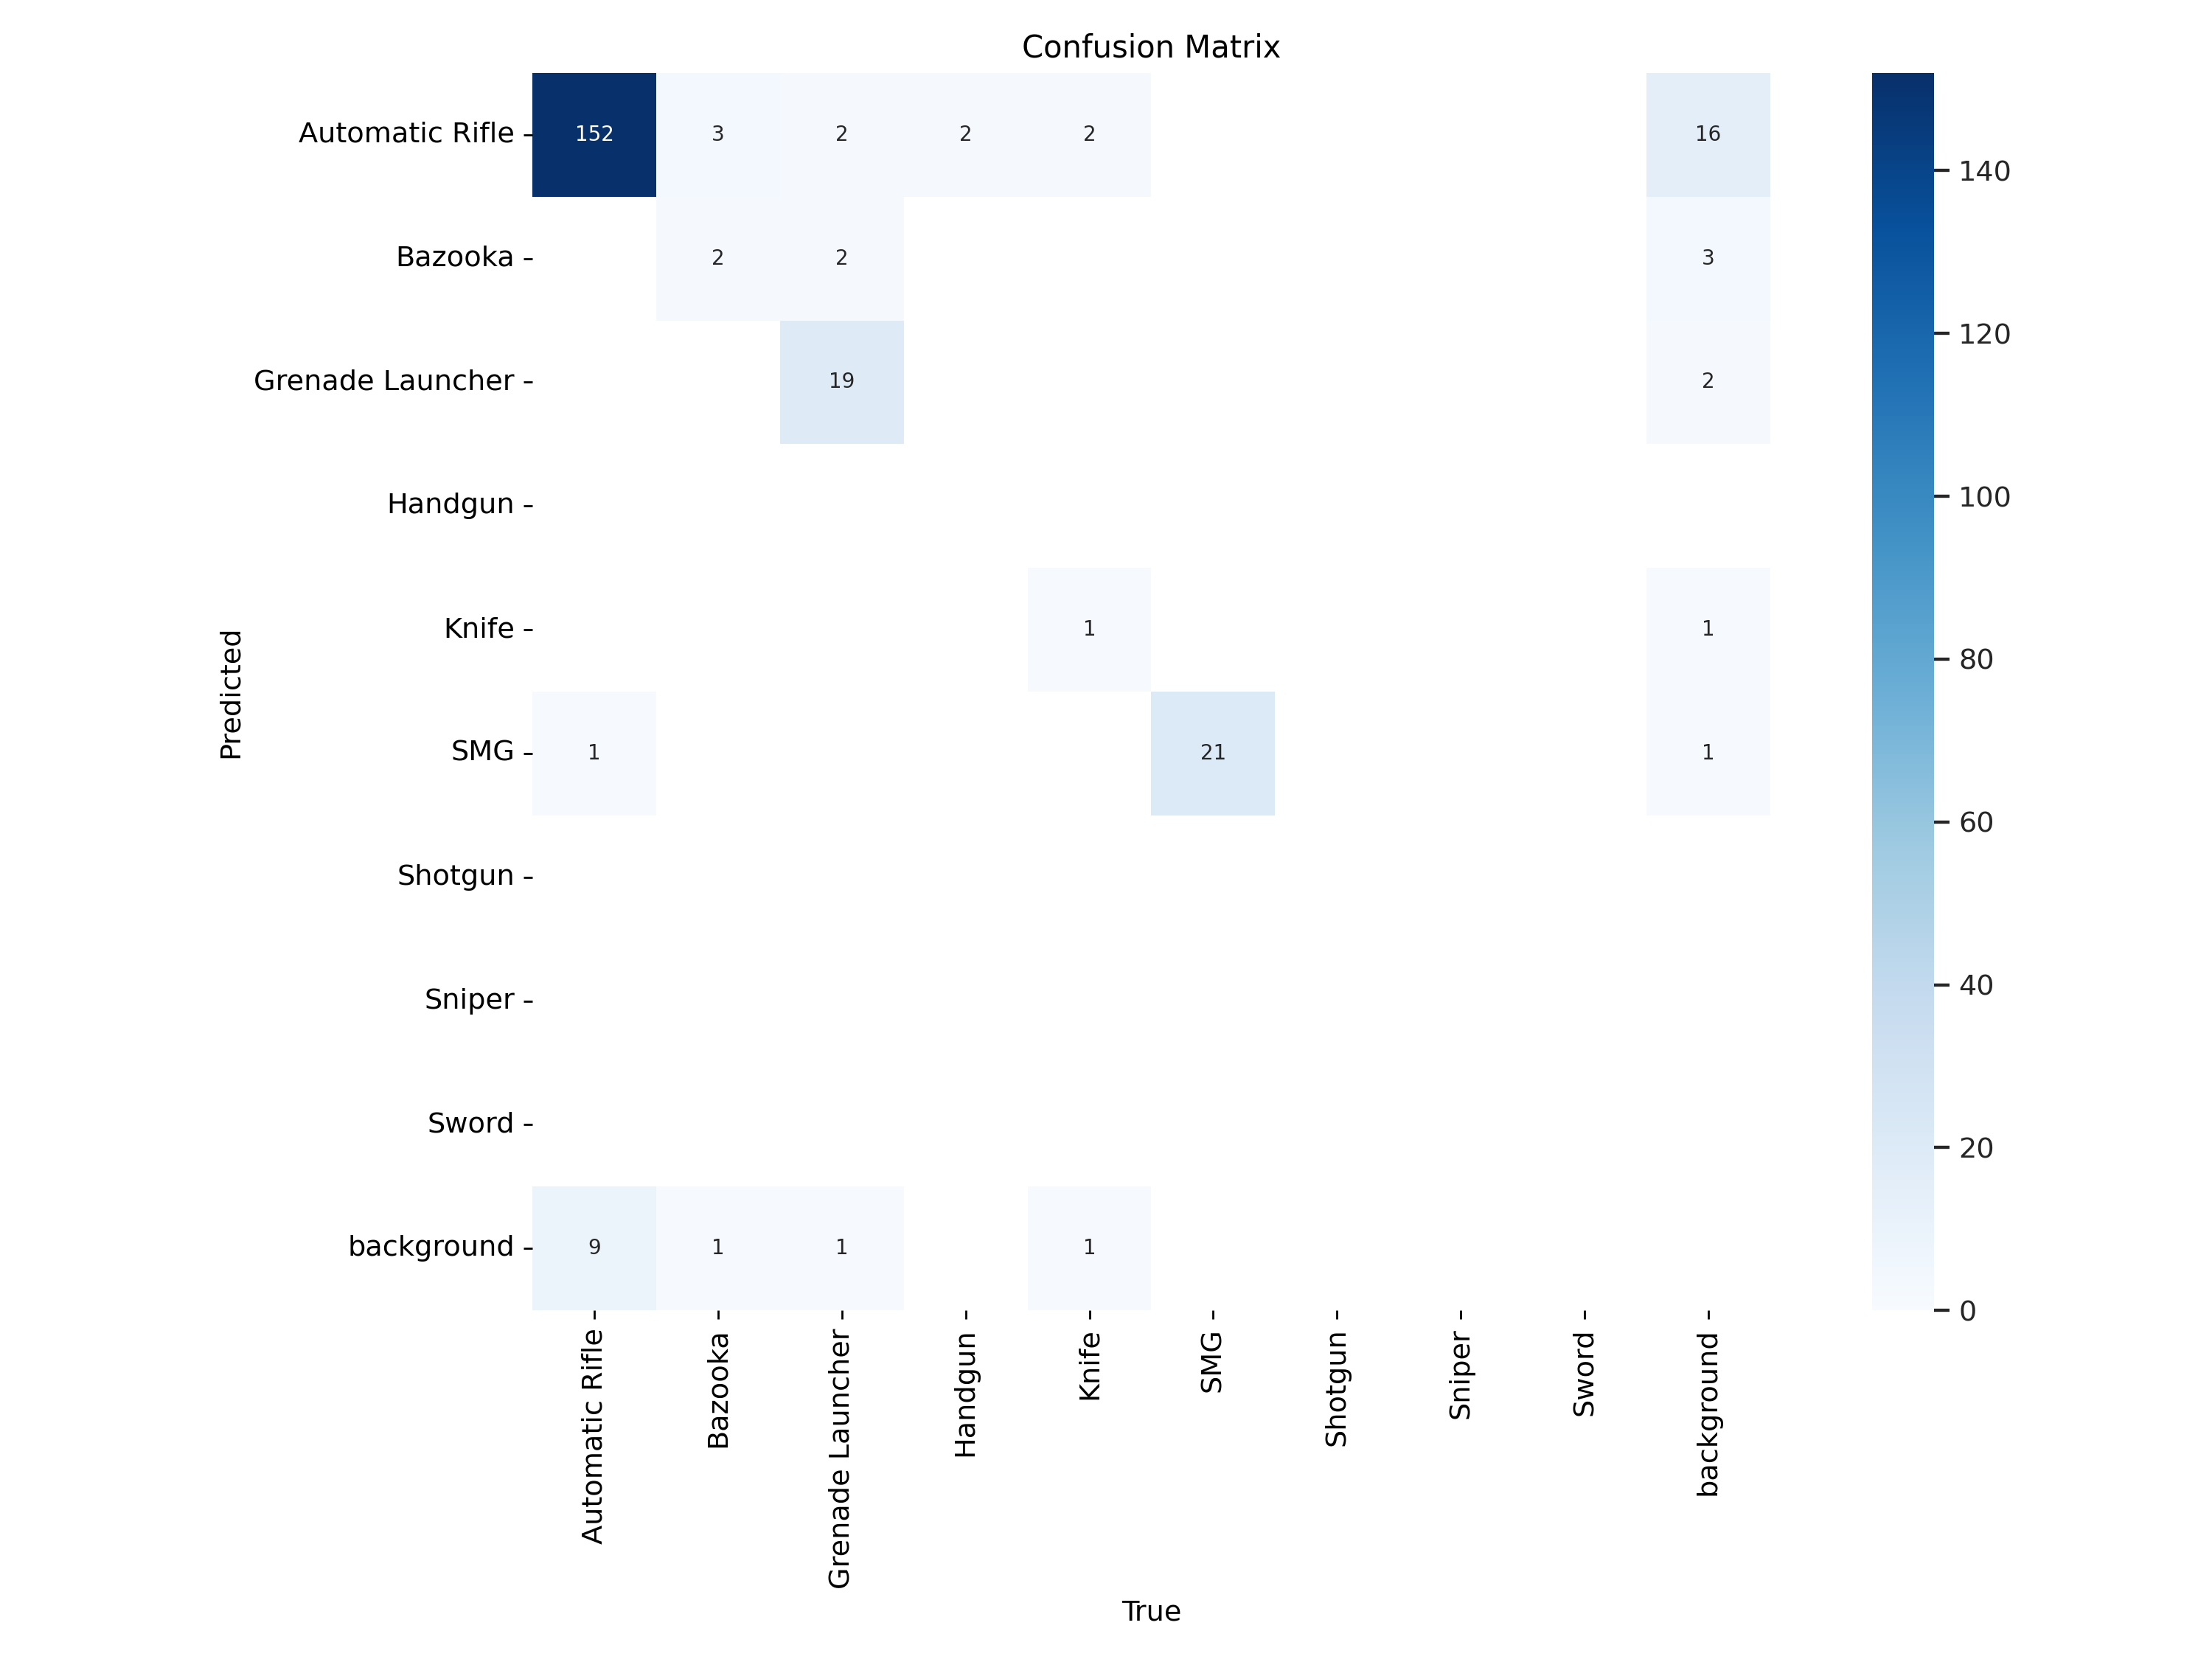 Confusion Matrix
Automatic Rifle 152 3 2 2 2 16
Bazooka 2 2 3
Grenade Launcher 19 2
Handgun
Knife 1 1
SMG 1 21 1
Shotgun
Sniper
Sword
background 9 1 1 1
Predicted
Automatic Rifle
Bazooka
Grenade Launcher
Handgun
Knife
SMG
Shotgun
Sniper
Sword
background
True
140
120
100
80
60
40
20
0